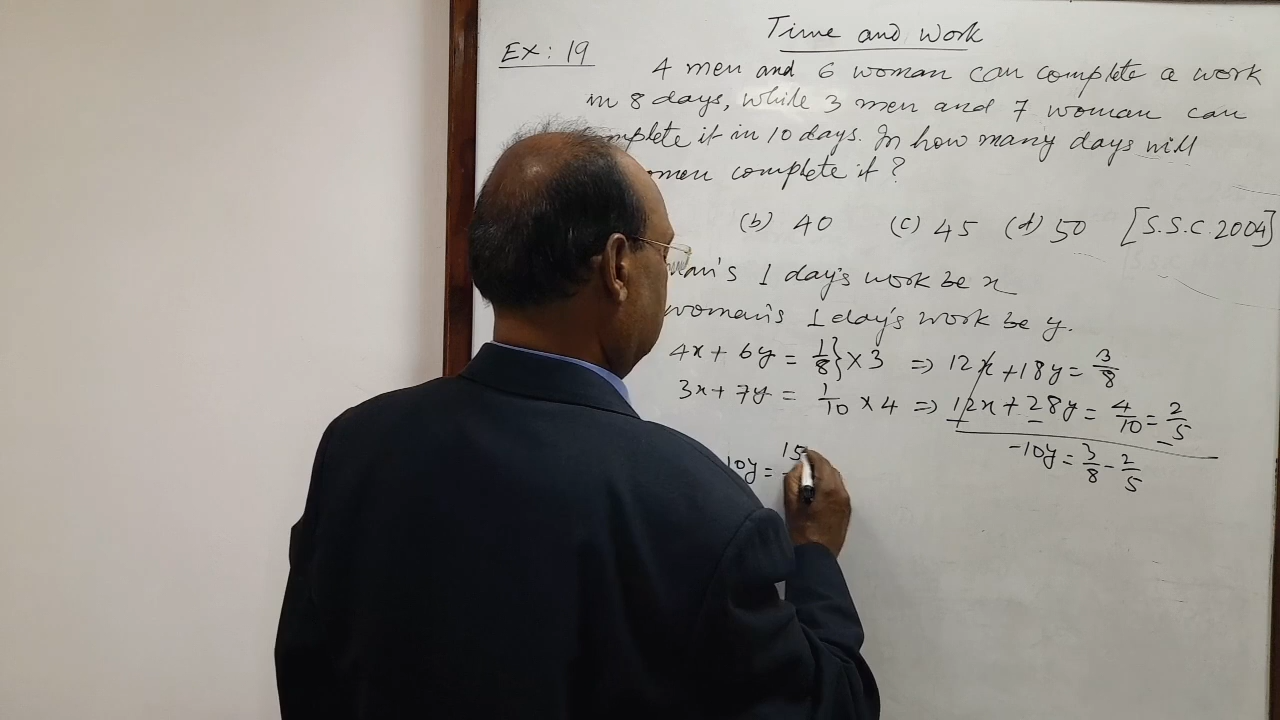 Time and Work
Ex: 19
4 men and 6 woman can complete a work
in 8 days, while 3 men and 7 woman can
mplete it in 10 days. In how many days will
omen complete it?
(b) 40 (c) 45 (d) 50 [S.S.C. 2004]
man's 1 day's work be x
woman's 1 day's work be y.
4x + 6y = 1/8 } × 3 ⇒ 12x + 18y = 3/8
3x + 7y = 1/10 × 4 ⇒ 12x + 28y = 4/10 = 2/5
-10y = 3/8 - 2/5
10y = 15